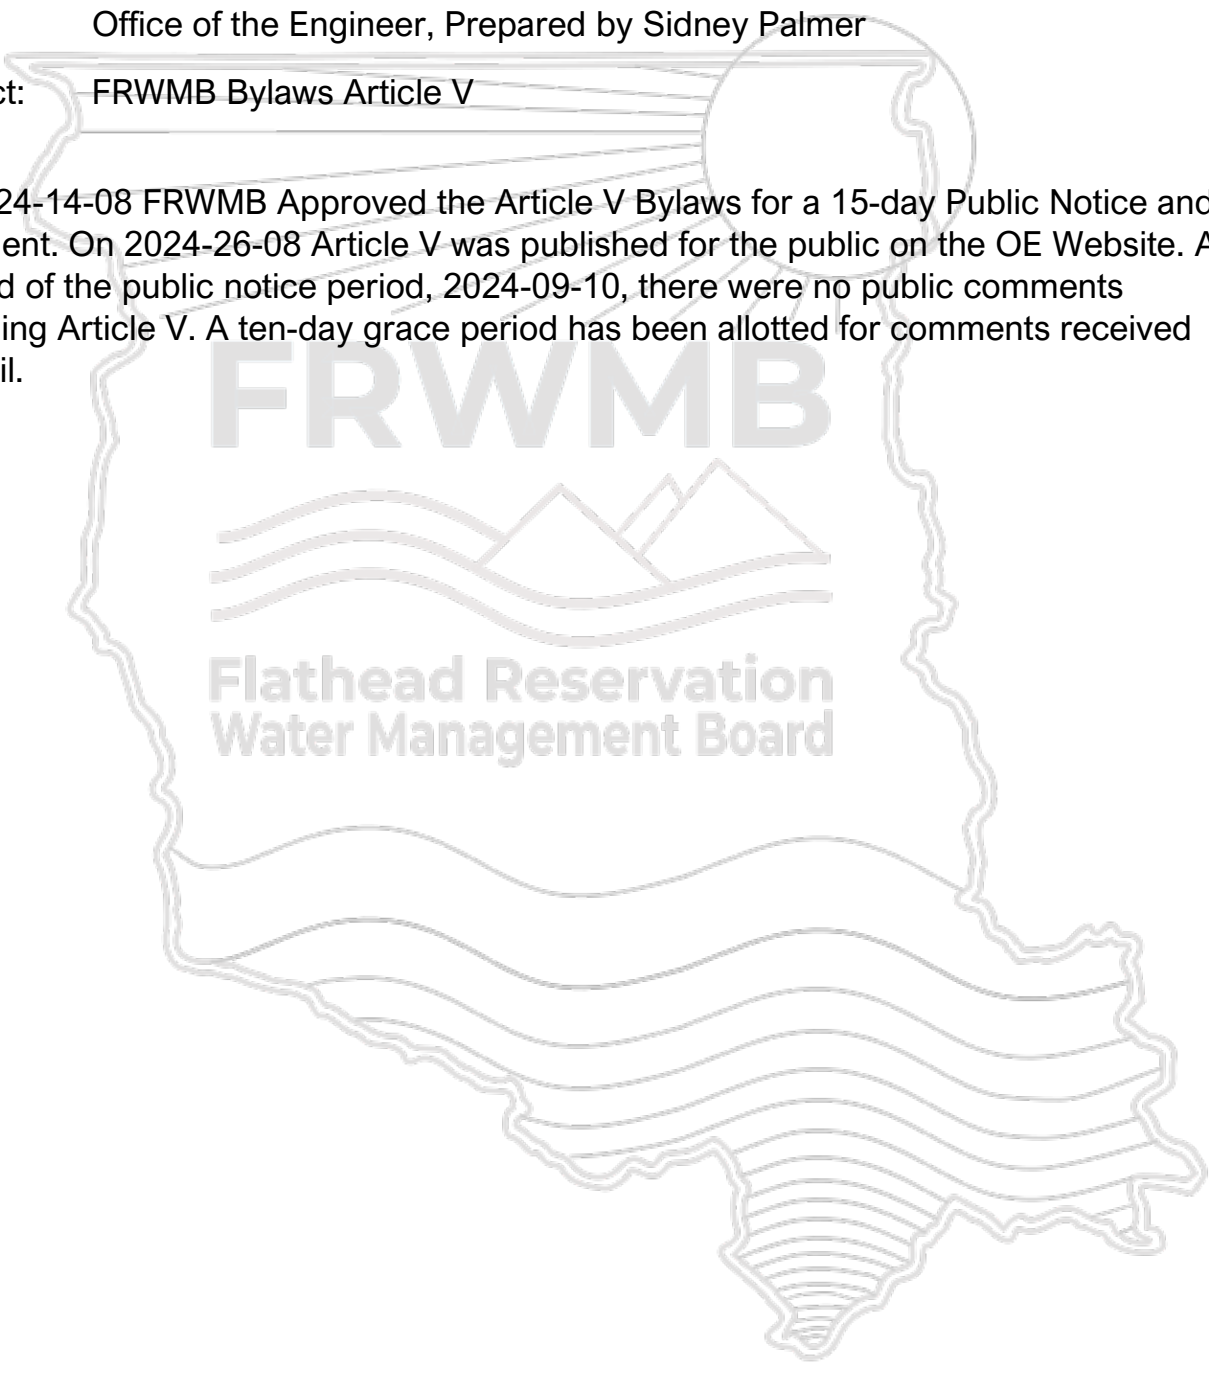 Office of the Engineer, Prepared by Sidney Palmer
ct: FRWMB Bylaws Article V
24-14-08 FRWMB Approved the Article V Bylaws for a 15-day Public Notice and
ent. On 2024-26-08 Article V was published for the public on the OE Website. A
d of the public notice period, 2024-09-10, there were no public comments
ing Article V. A ten-day grace period has been allotted for comments received
il.
FRWMB
Flathead Reservation
Water Management Board